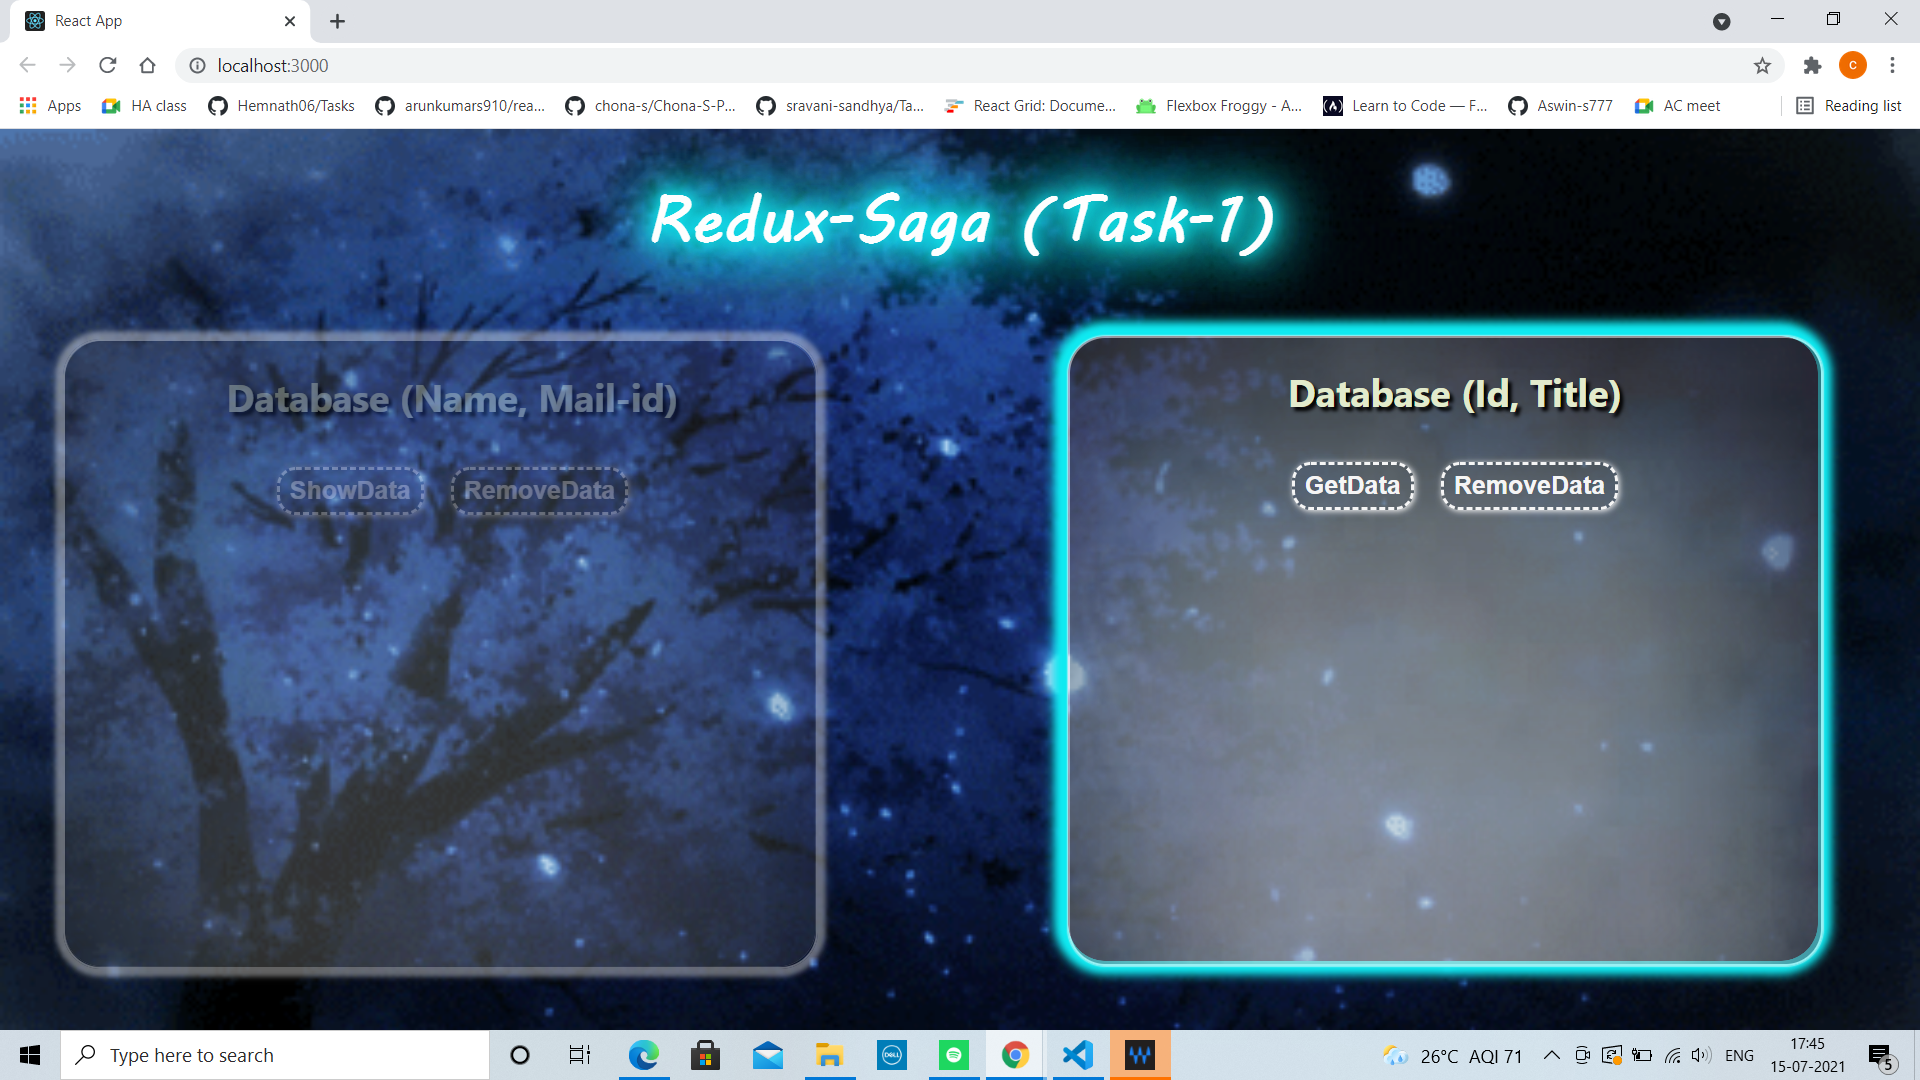 React App
localhost:3000
Apps
HA class
Hemnath06/Tasks
arunkumars910/rea...
chona-s/Chona-S-P...
sravani-sandhya/Ta...
React Grid: Docume...
Flexbox Froggy - A...
Learn to Code — F...
Aswin-s777
AC meet
Reading list
C
Redux-Saga (Task-1)
Database (Name, Mail-id)
ShowData
RemoveData
Database (Id, Title)
GetData
RemoveData
Type here to search
DELL
26°C AQI 71
ENG
17:45
15-07-2021
5